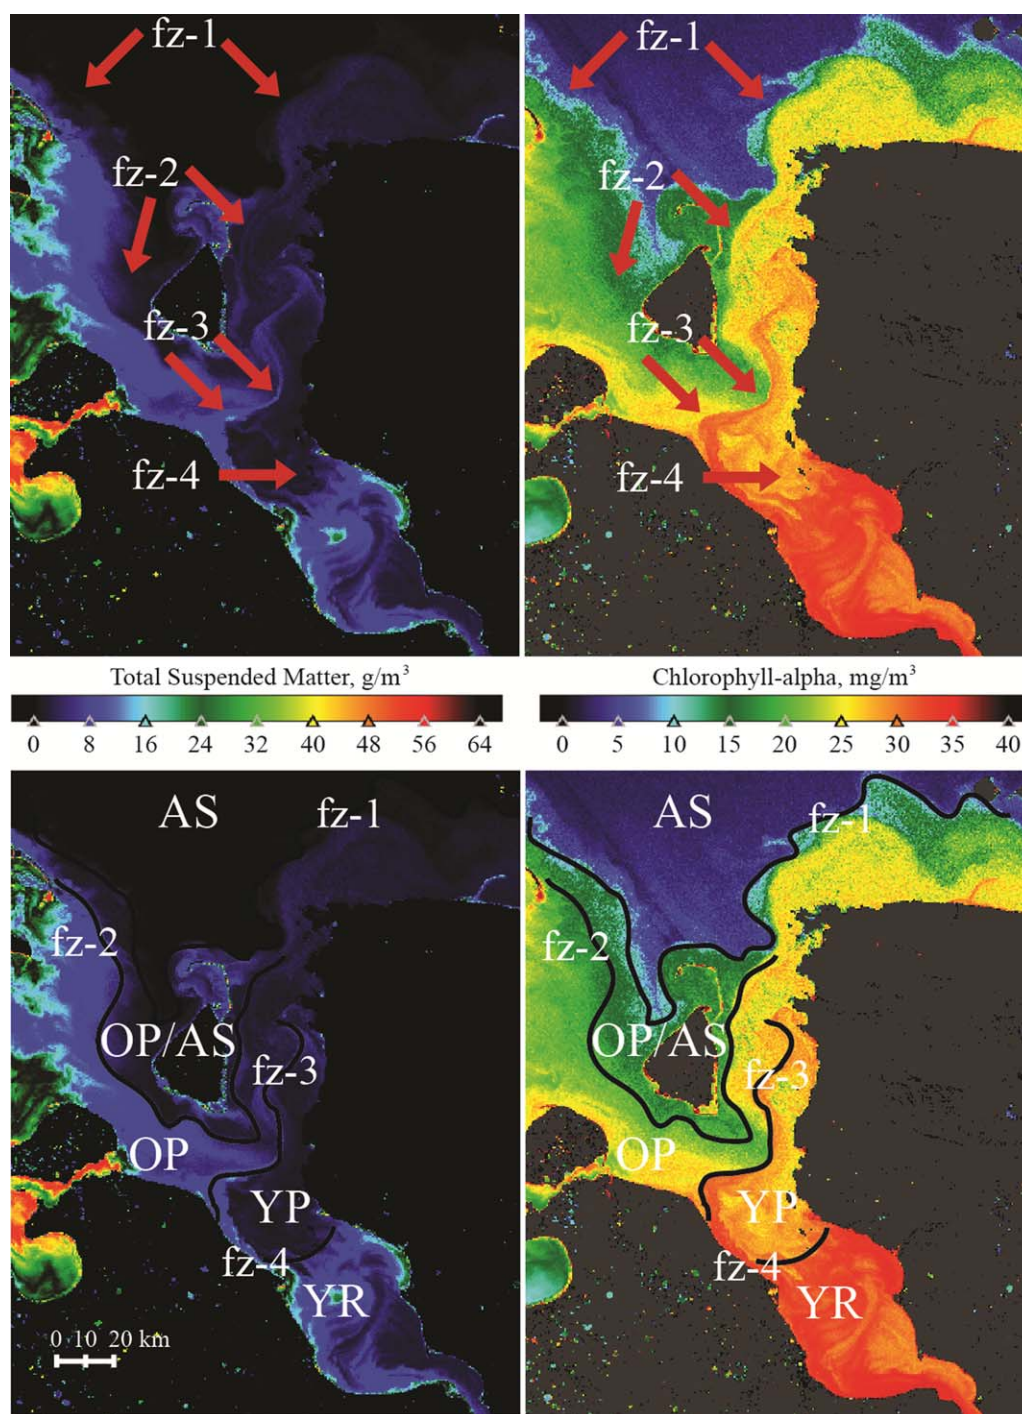 fz-1
fz-1
fz-2
fz-2
fz-3
fz-3
fz-4
fz-4
Total Suspended Matter, g/m³
Chlorophyll-alpha, mg/m³
0 8 16 24 32 40 48 56 64
0 5 10 15 20 25 30 35 40
AS
AS
fz-1
fz-1
fz-2
fz-2
OP/AS
OP/AS
fz-3
fz-3
OP
OP
YP
YP
fz-4
fz-4
YR
YR
0 10 20 km